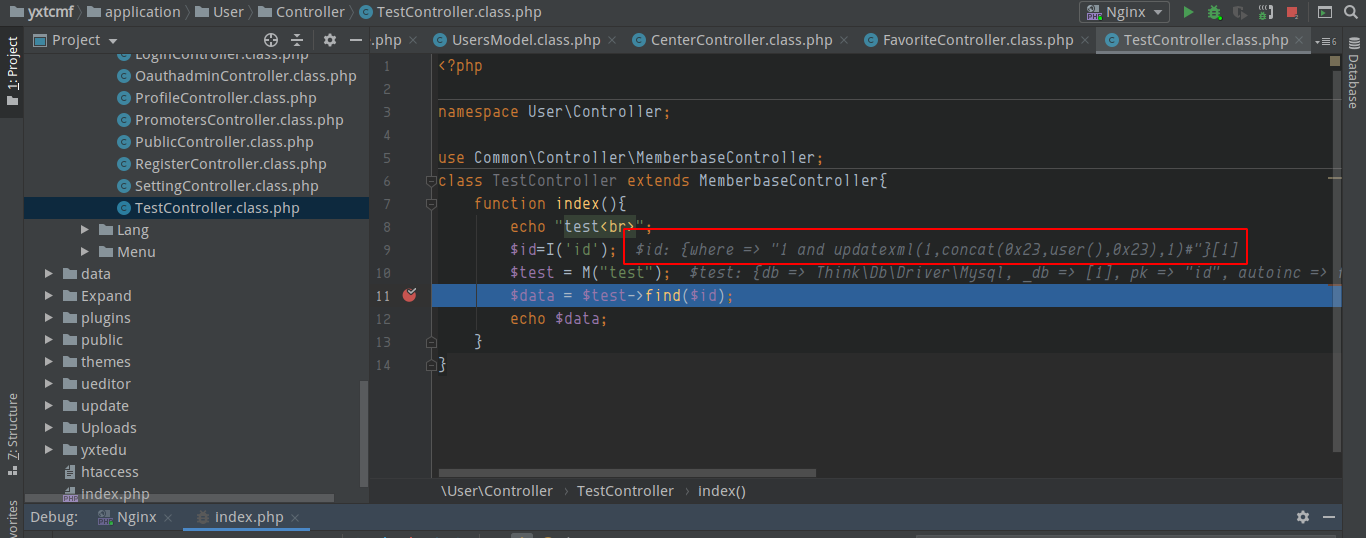 yxtcmf application User Controller TestController.class.php Nginx
Project .php UsersModel.class.php CenterController.class.php FavoriteController.class.php TestController.class.php 6
1: Project
Database
LoginController.class.php
OauthadminController.class.php
ProfileController.class.php
PromotersController.class.php
PublicController.class.php
RegisterController.class.php
SettingController.class.php
TestController.class.php
Lang
Menu
data
Expand
plugins
public
themes
ueditor
update
Uploads
yxtedu
htaccess
index.php
1 <?php
2
3 namespace User\Controller;
4
5 use Common\Controller\MemberbaseController;
6 class TestController extends MemberbaseController{
7 function index(){
8 echo "test<br>";
9 $id=I('id'); $id: {where => "1 and updatexml(1,concat(0x23,user(),0x23),1)#"}[1]
10 $test = M("test"); $test: {db => Think\Db\Driver\Mysql, _db => [1], pk => "id", autoinc =>
11 $data = $test->find($id);
12 echo $data;
13 }
14 }
\User\Controller TestController index()
7: Structure
Debug: Nginx index.php